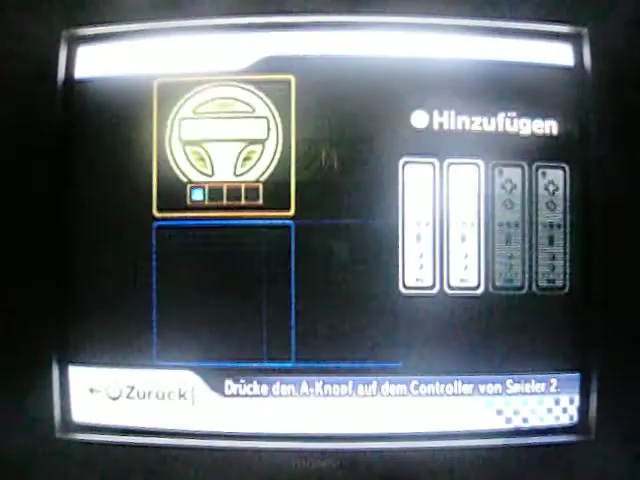 Hinzufügen
Zurück
Drücke den A-Knopf auf dem Controller von Spieler 2.